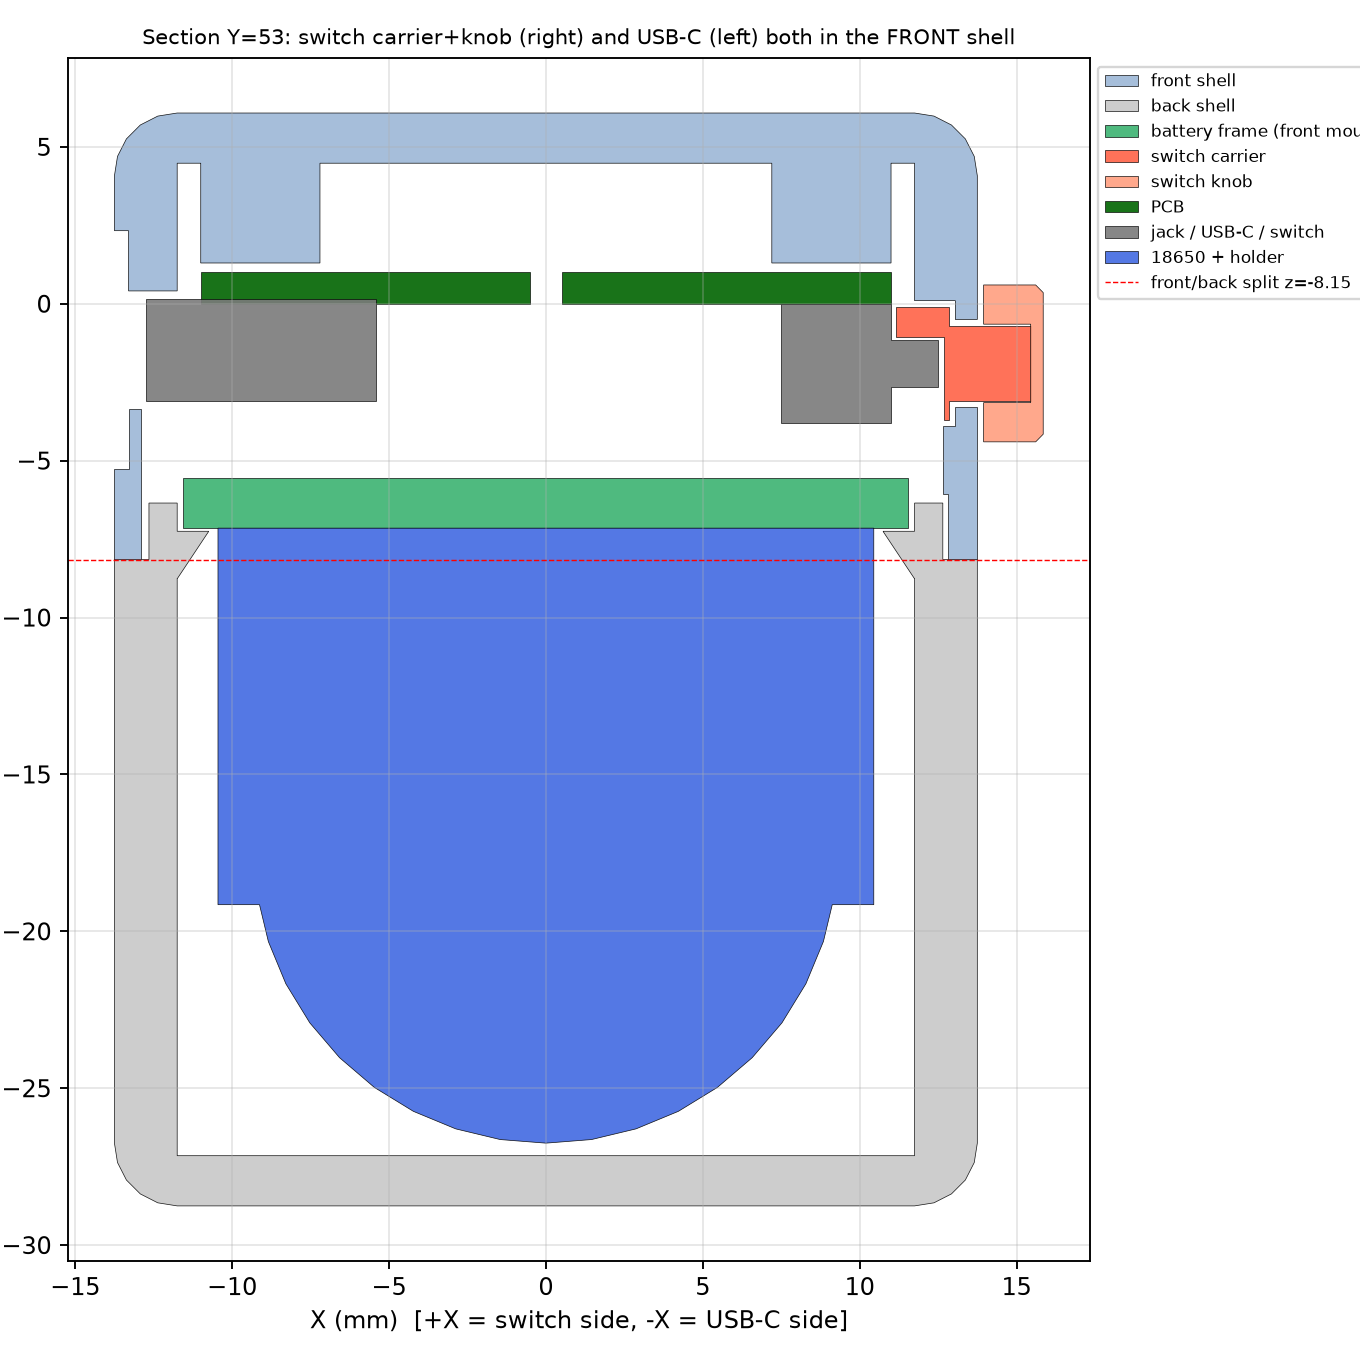 Section Y=53: switch carrier+knob (right) and USB-C (left) both in the FRONT shell
front shell
back shell
battery frame (front mou
switch carrier
switch knob
PCB
jack / USB-C / switch
18650 + holder
front/back split z=-8.15
5
0
−5
−10
−15
−20
−25
−30
−15
−10
−5
0
5
10
15
X (mm)  [+X = switch side, -X = USB-C side]